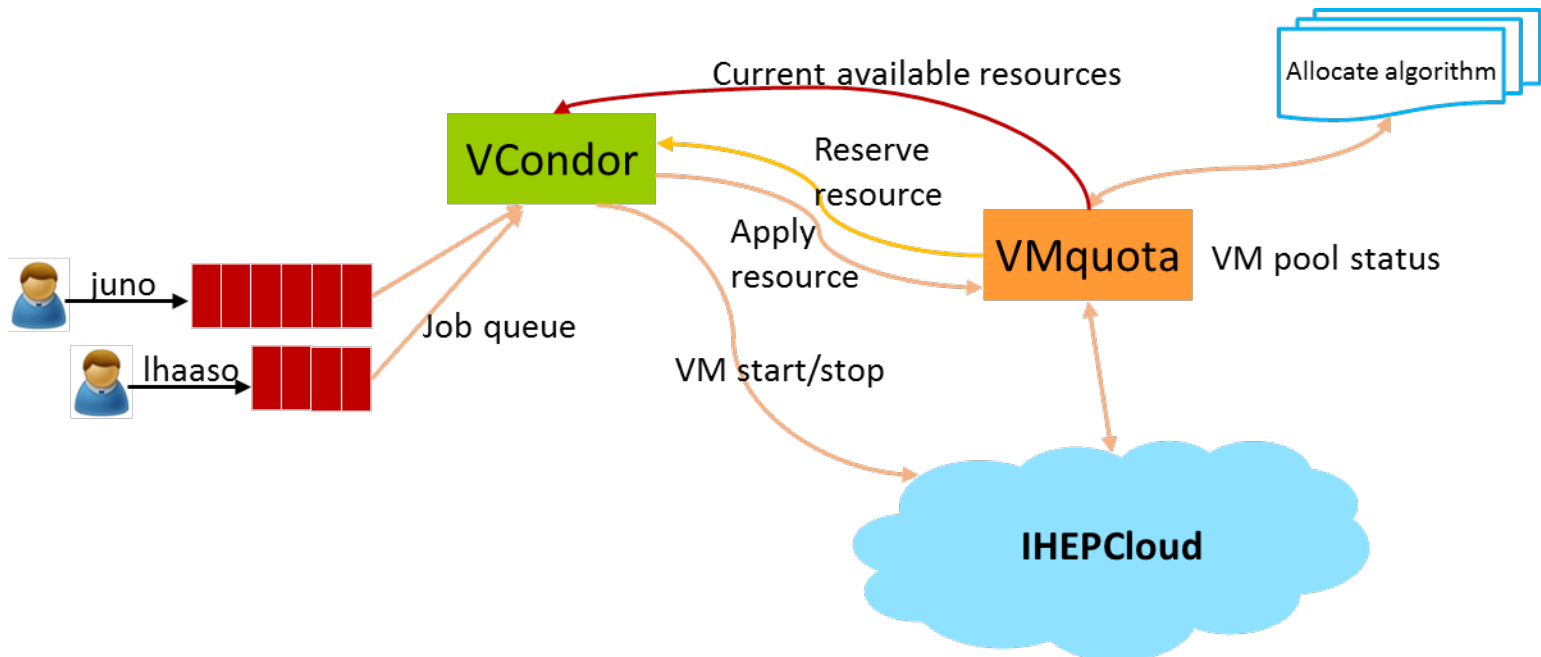 Current available resources
Allocate algorithm
VCondor
Reserve
resource
Apply
resource
VMquota
VM pool status
juno
Job queue
lhaaso
VM start/stop
IHEPCloud